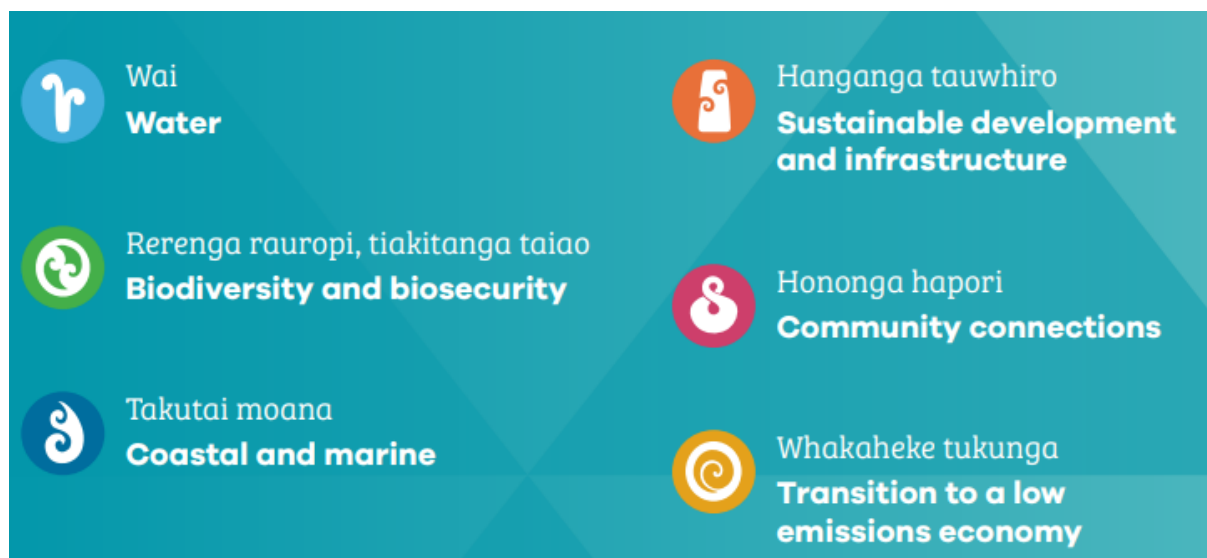 Wai
Water
Rerenga rauropi, tiakitanga taiao
Biodiversity and biosecurity
Takutai moana
Coastal and marine
Hanganga tauwhiro
Sustainable development
and infrastructure
Hononga hapori
Community connections
Whakaheke tukunga
Transition to a low
emissions economy